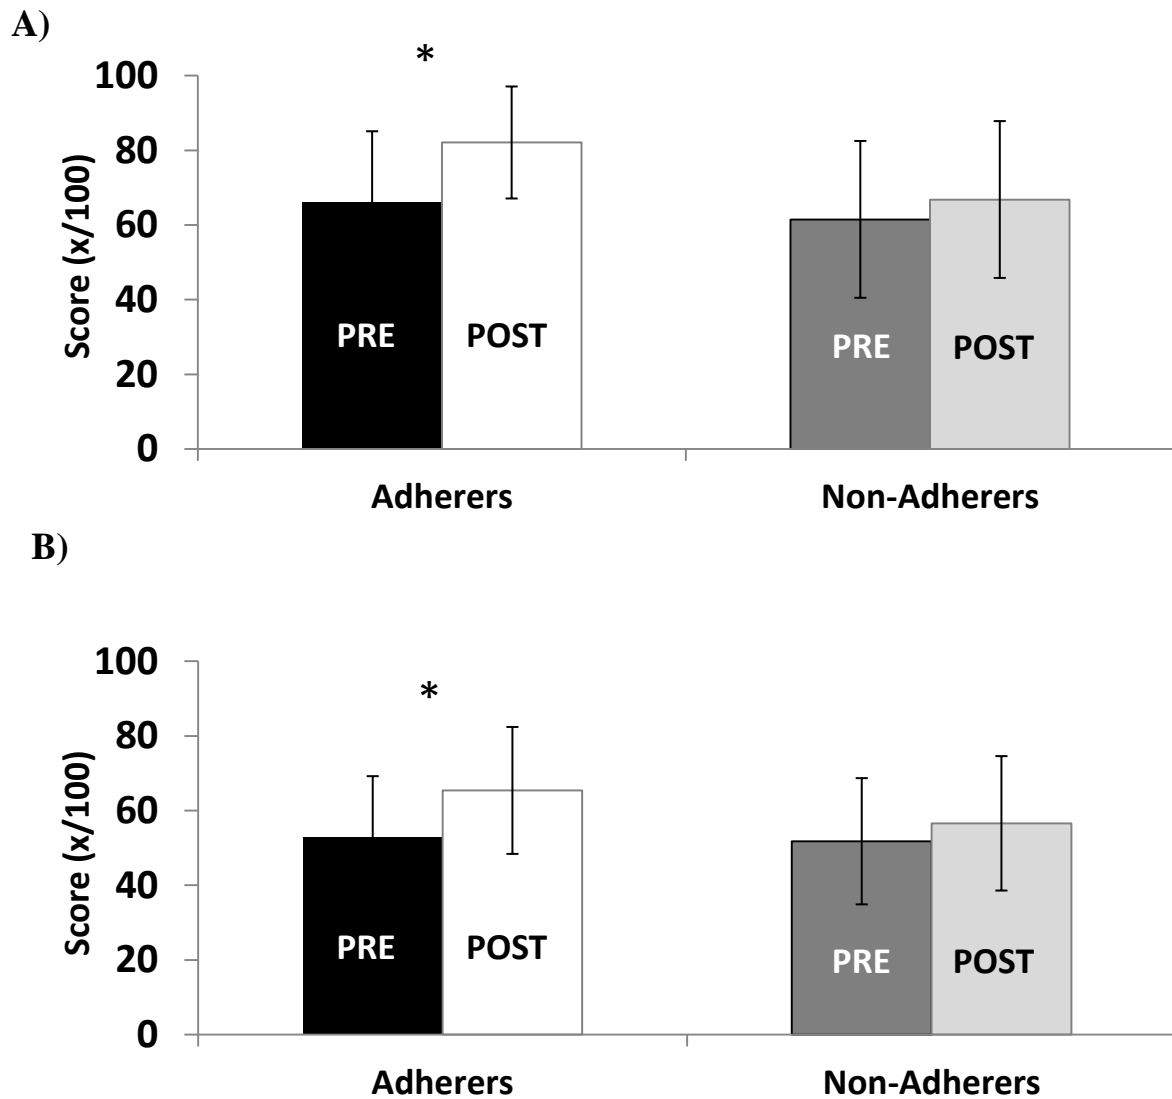 A)
*
100
80
60
40
20
0
Score (x/100)
PRE
POST
PRE
POST
Adherers
Non-Adherers
B)
100
80
60
40
20
0
Score (x/100)
*
PRE
POST
PRE
POST
Adherers
Non-Adherers